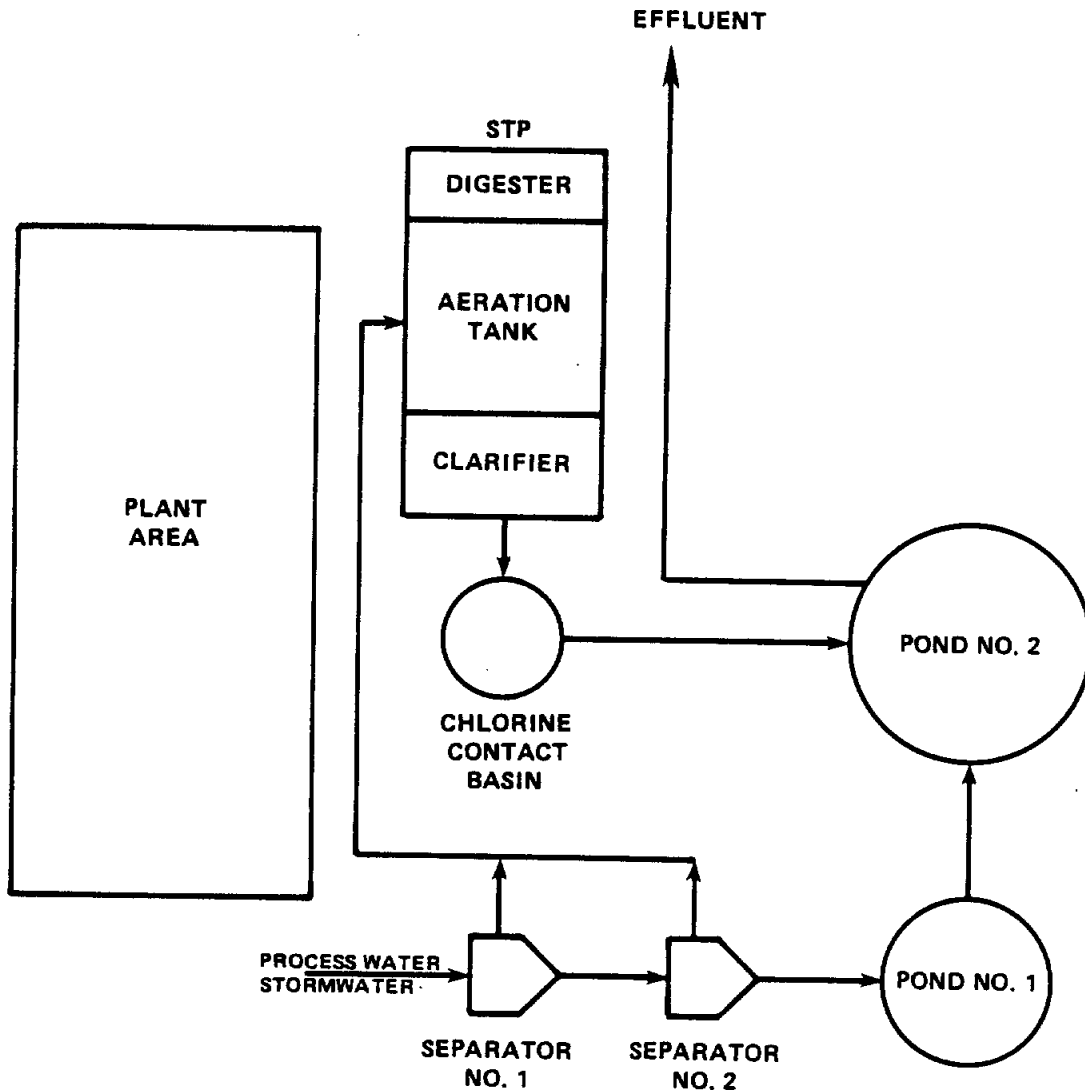 EFFLUENT
STP
DIGESTER
AERATION
TANK
CLARIFIER
PLANT
AREA
POND NO. 2
CHLORINE
CONTACT
BASIN
PROCESS WATER
STORMWATER
POND NO. 1
SEPARATOR
NO. 1
SEPARATOR
NO. 2